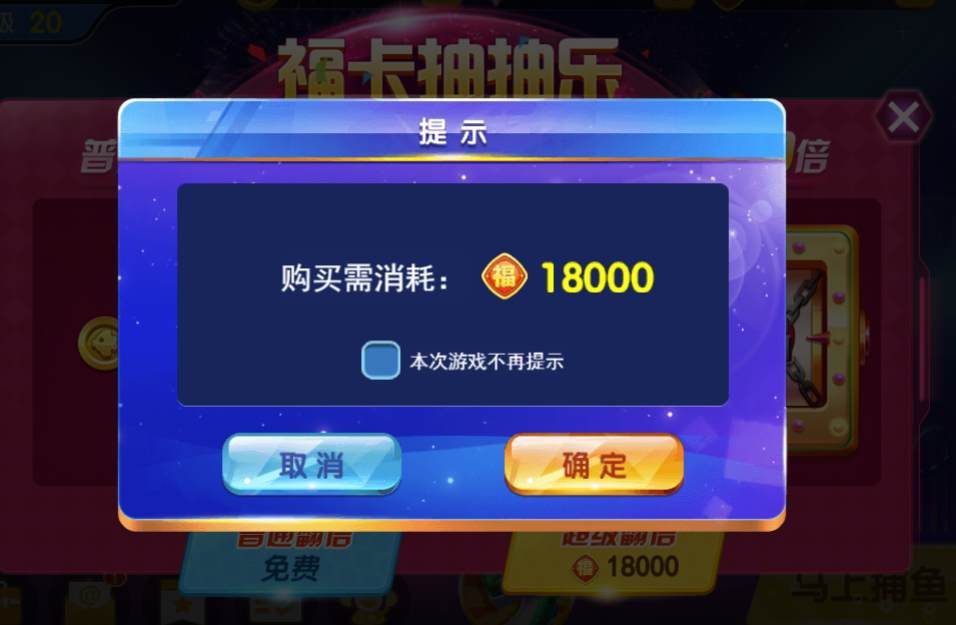 级 20
福卡抽抽乐
提示
普
倍
购买需消耗： 福 18000
本次游戏不再提示
取消
确定
普通翻倍
超级翻倍
免费
福 18000
马上捕鱼